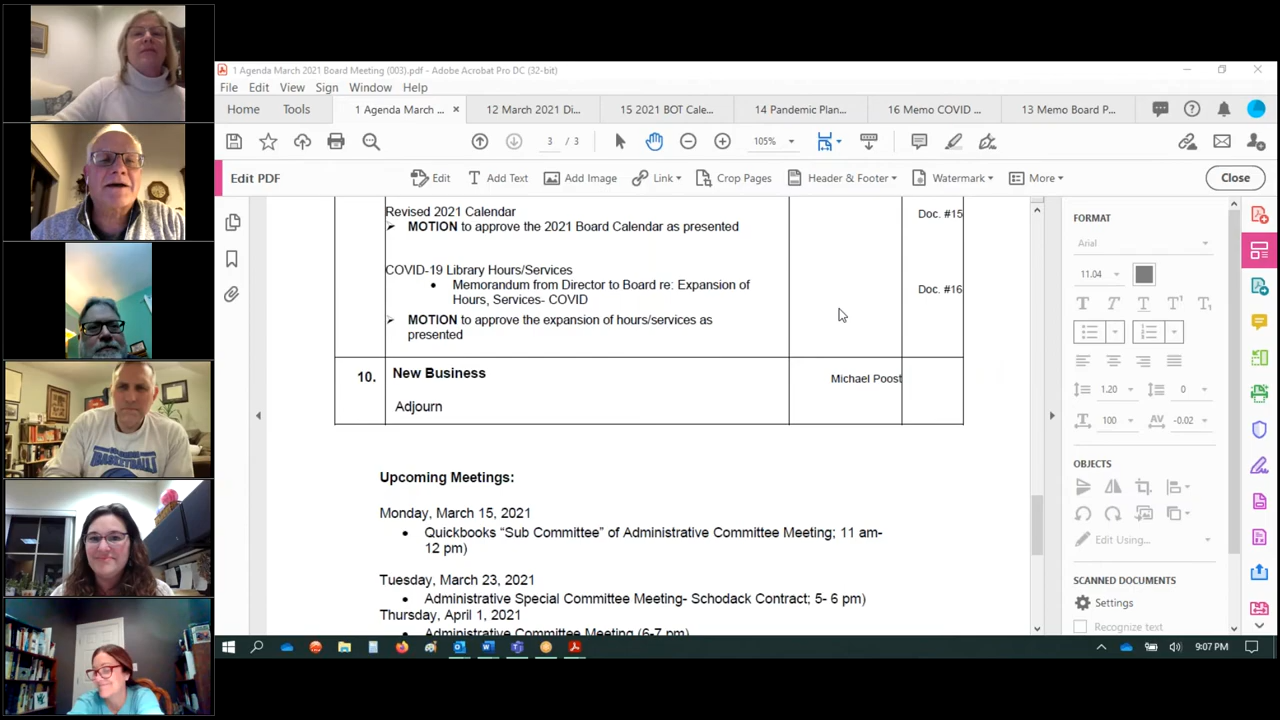 1 Agenda March 2021 Board Meeting (003).pdf - Adobe Acrobat Pro DC (32-bit)
File Edit View Sign Window Help
Home Tools 1 Agenda March ... × 12 March 2021 Di... 15 2021 BOT Cale... 14 Pandemic Plan... 16 Memo COVID ... 13 Memo Board P...
3 / 3 105%
Edit PDF Edit Add Text Add Image Link Crop Pages Header & Footer Watermark More Close
Revised 2021 Calendar Doc. #15
➢ MOTION to approve the 2021 Board Calendar as presented
COVID-19 Library Hours/Services
• Memorandum from Director to Board re: Expansion of Doc. #16
Hours, Services- COVID
➢ MOTION to approve the expansion of hours/services as
presented
10. New Business Michael Poost
Adjourn
Upcoming Meetings:
Monday, March 15, 2021
• Quickbooks “Sub Committee” of Administrative Committee Meeting; 11 am-
12 pm)
Tuesday, March 23, 2021
• Administrative Special Committee Meeting- Schodack Contract; 5- 6 pm)
Thursday, April 1, 2021
• Administrative Committee Meeting (6-7 pm)
FORMAT
Arial
11.04
1.20 0
100 AV -0.02
OBJECTS
Edit Using...
SCANNED DOCUMENTS
Settings
Recognize text
9:07 PM
BASKETBALL